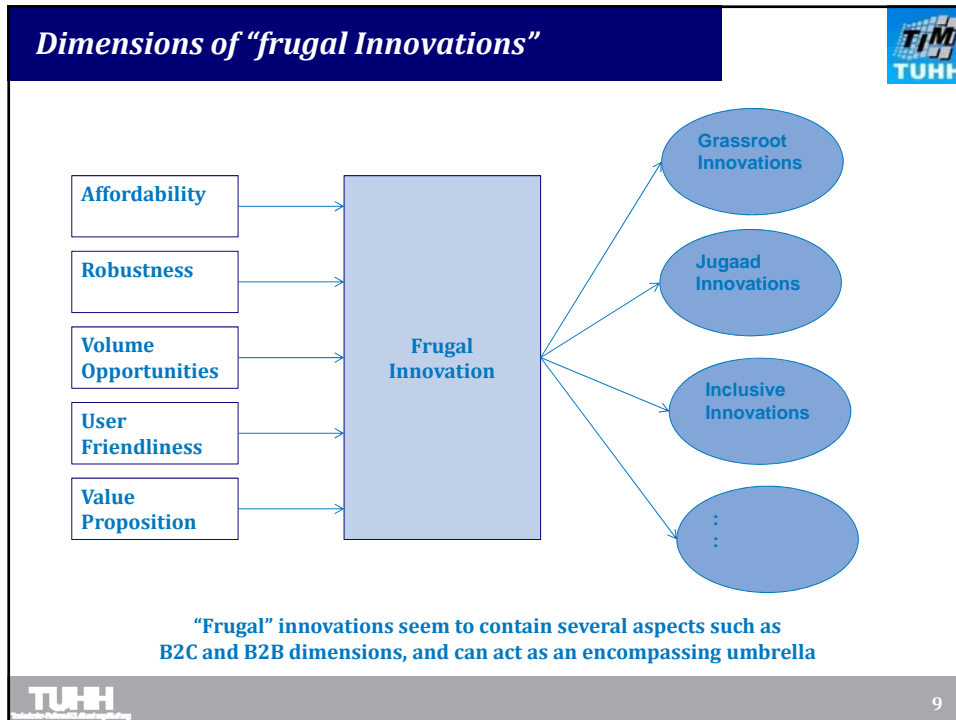 Dimensions of “frugal Innovations”
TIM
TUHH
Affordability
Robustness
Volume
Opportunities
User
Friendliness
Value
Proposition
Frugal
Innovation
Grassroot
Innovations
Jugaad
Innovations
Inclusive
Innovations
:
:
“Frugal” innovations seem to contain several aspects such as
B2C and B2B dimensions, and can act as an encompassing umbrella
TUHH
9